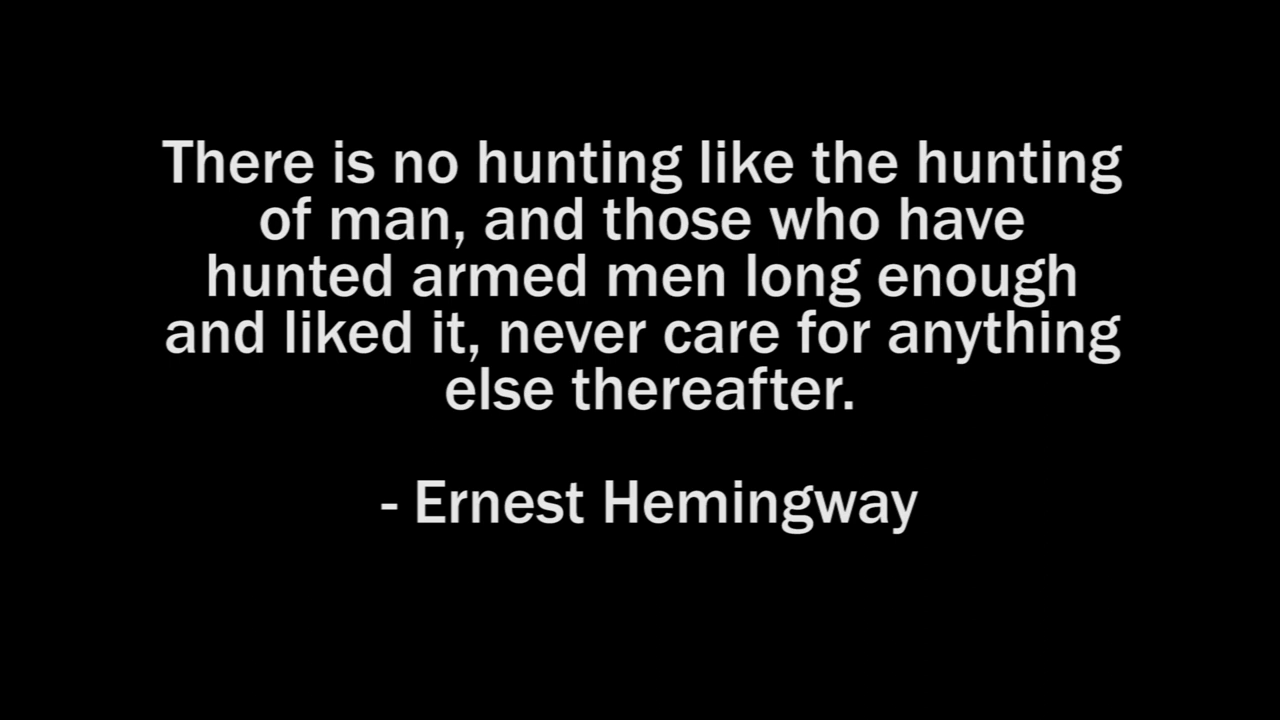 There is no hunting like the hunting
of man, and those who have
hunted armed men long enough
and liked it, never care for anything
else thereafter.
- Ernest Hemingway